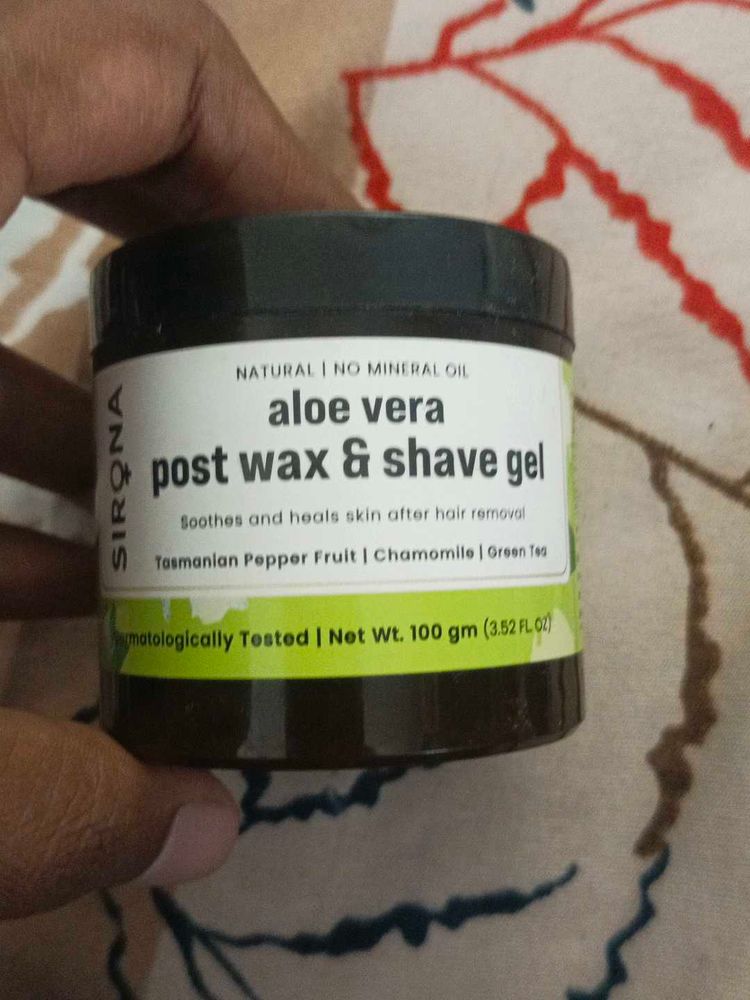 NATURAL | NO MINERAL OIL
aloe vera
post wax & shave gel
Soothes and heals skin after hair removal
Tasmanian Pepper Fruit | Chamomile | Green Tea
SIRONA
Tested | Net Wt. 100 gm (3.52 FL OZ)